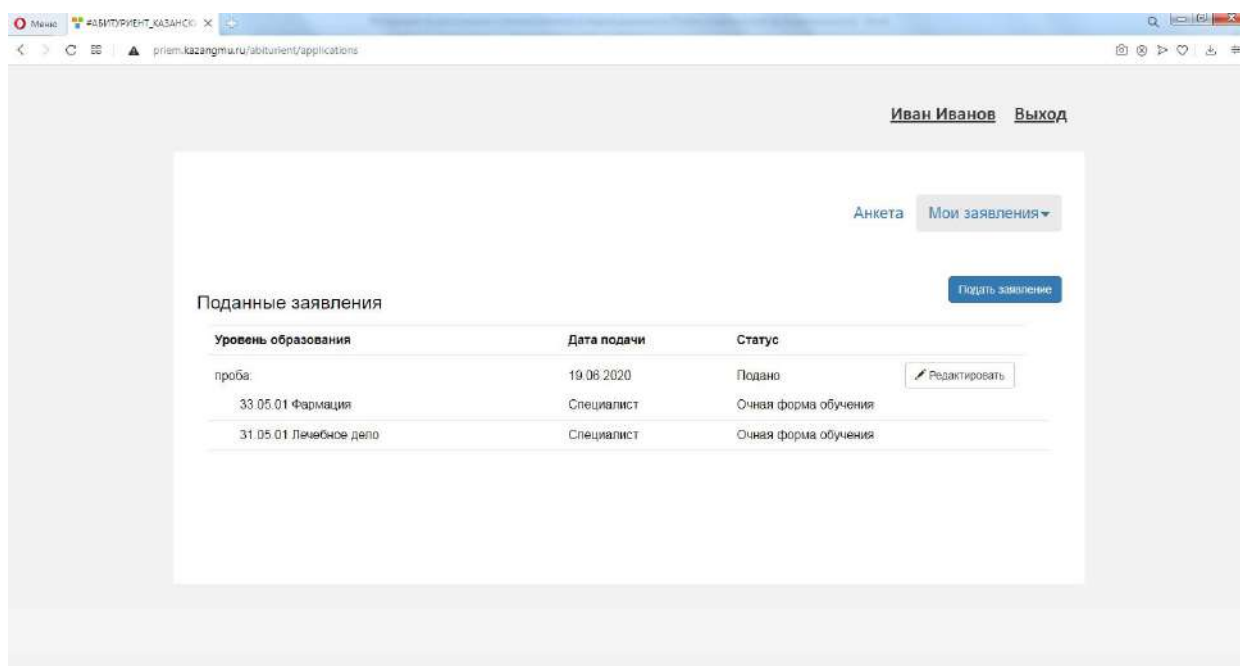 Меню #АБИТУРИЕНТ_КАЗАНСК
priem.kazangmu.ru/abiturient/applications
Иван Иванов Выход
Анкета Мои заявления
Подать заявление
Поданные заявления
Уровень образования Дата подачи Статус
проба: 19.06.2020 Подано Редактировать
33.05.01 Фармация Специалист Очная форма обучения
31.05.01 Лечебное дело Специалист Очная форма обучения